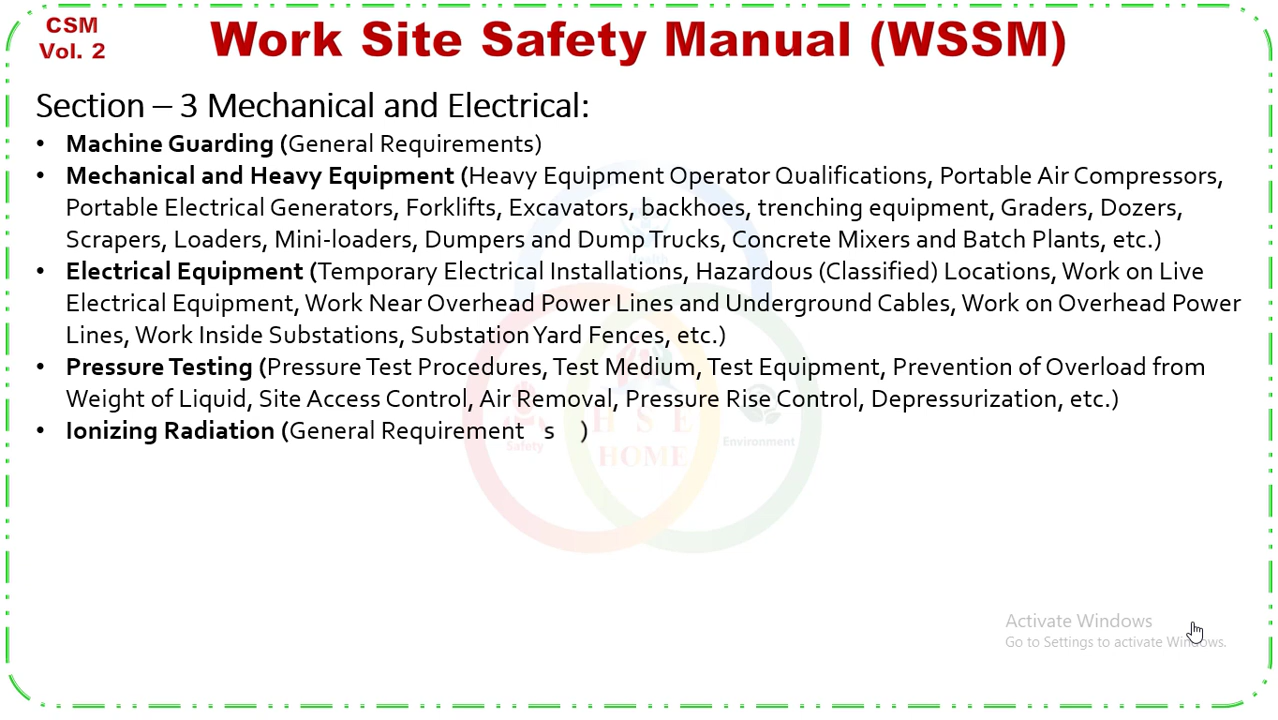 CSM
Vol. 2
Work Site Safety Manual (WSSM)
Section – 3 Mechanical and Electrical:
• Machine Guarding (General Requirements)
• Mechanical and Heavy Equipment (Heavy Equipment Operator Qualifications, Portable Air Compressors,
Portable Electrical Generators, Forklifts, Excavators, backhoes, trenching equipment, Graders, Dozers,
Scrapers, Loaders, Mini-loaders, Dumpers and Dump Trucks, Concrete Mixers and Batch Plants, etc.)
• Electrical Equipment (Temporary Electrical Installations, Hazardous (Classified) Locations, Work on Live
Electrical Equipment, Work Near Overhead Power Lines and Underground Cables, Work on Overhead Power
Lines, Work Inside Substations, Substation Yard Fences, etc.)
• Pressure Testing (Pressure Test Procedures, Test Medium, Test Equipment, Prevention of Overload from
Weight of Liquid, Site Access Control, Air Removal, Pressure Rise Control, Depressurization, etc.)
• Ionizing Radiation (General Requirement s )
Health
H S E
HOME
Safety
Environment
Activate Windows
Go to Settings to activate Windows.